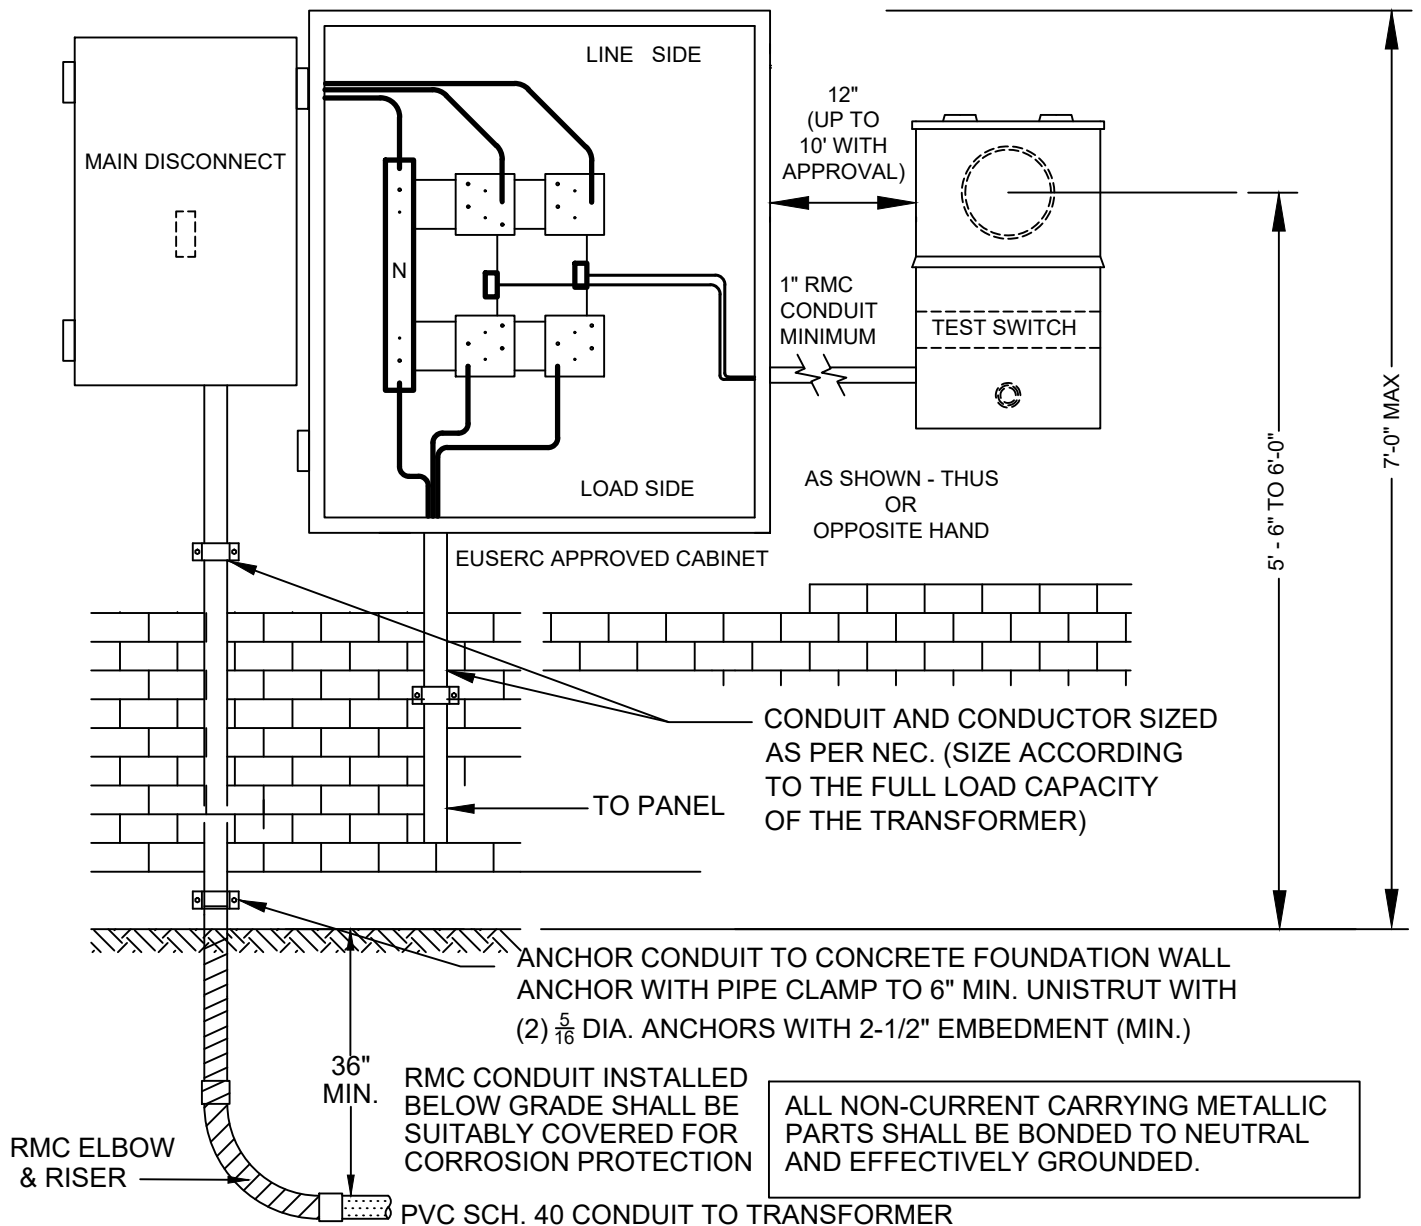 LINE SIDE
MAIN DISCONNECT
N
12"
(UP TO
10' WITH
APPROVAL)
1" RMC
CONDUIT
MINIMUM
TEST SWITCH
5' - 6" TO 6'-0"
7'-0" MAX
LOAD SIDE
AS SHOWN - THUS
OR
OPPOSITE HAND
EUSERC APPROVED CABINET
CONDUIT AND CONDUCTOR SIZED
AS PER NEC. (SIZE ACCORDING
TO THE FULL LOAD CAPACITY
OF THE TRANSFORMER)
TO PANEL
ANCHOR CONDUIT TO CONCRETE FOUNDATION WALL
ANCHOR WITH PIPE CLAMP TO 6" MIN. UNISTRUT WITH
(2) 5/16 DIA. ANCHORS WITH 2-1/2" EMBEDMENT (MIN.)
36"
MIN.
RMC CONDUIT INSTALLED
BELOW GRADE SHALL BE
SUITABLY COVERED FOR
CORROSION PROTECTION
ALL NON-CURRENT CARRYING METALLIC
PARTS SHALL BE BONDED TO NEUTRAL
AND EFFECTIVELY GROUNDED.
RMC ELBOW
& RISER
PVC SCH. 40 CONDUIT TO TRANSFORMER